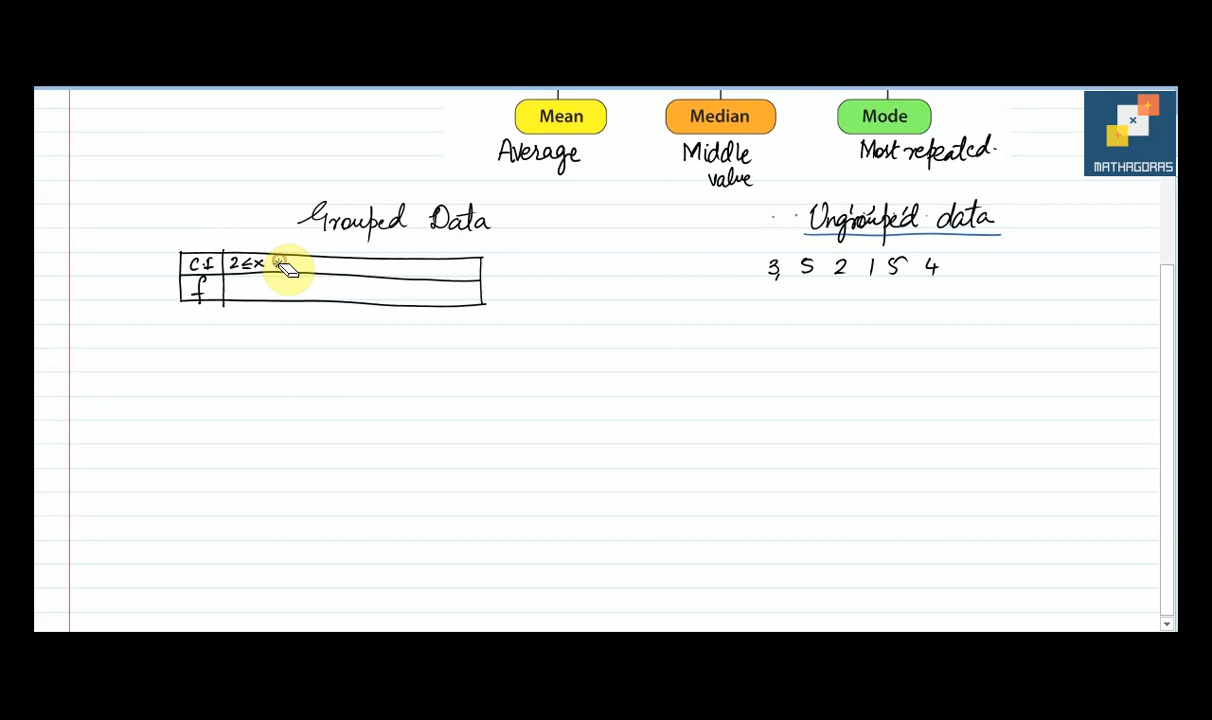 Mean Median Mode
Average Middle value Most repeated.
MATHAGORAS
Grouped Data
Ungrouped data
C.I 2≤x
f
3, 5 2 1 5 4